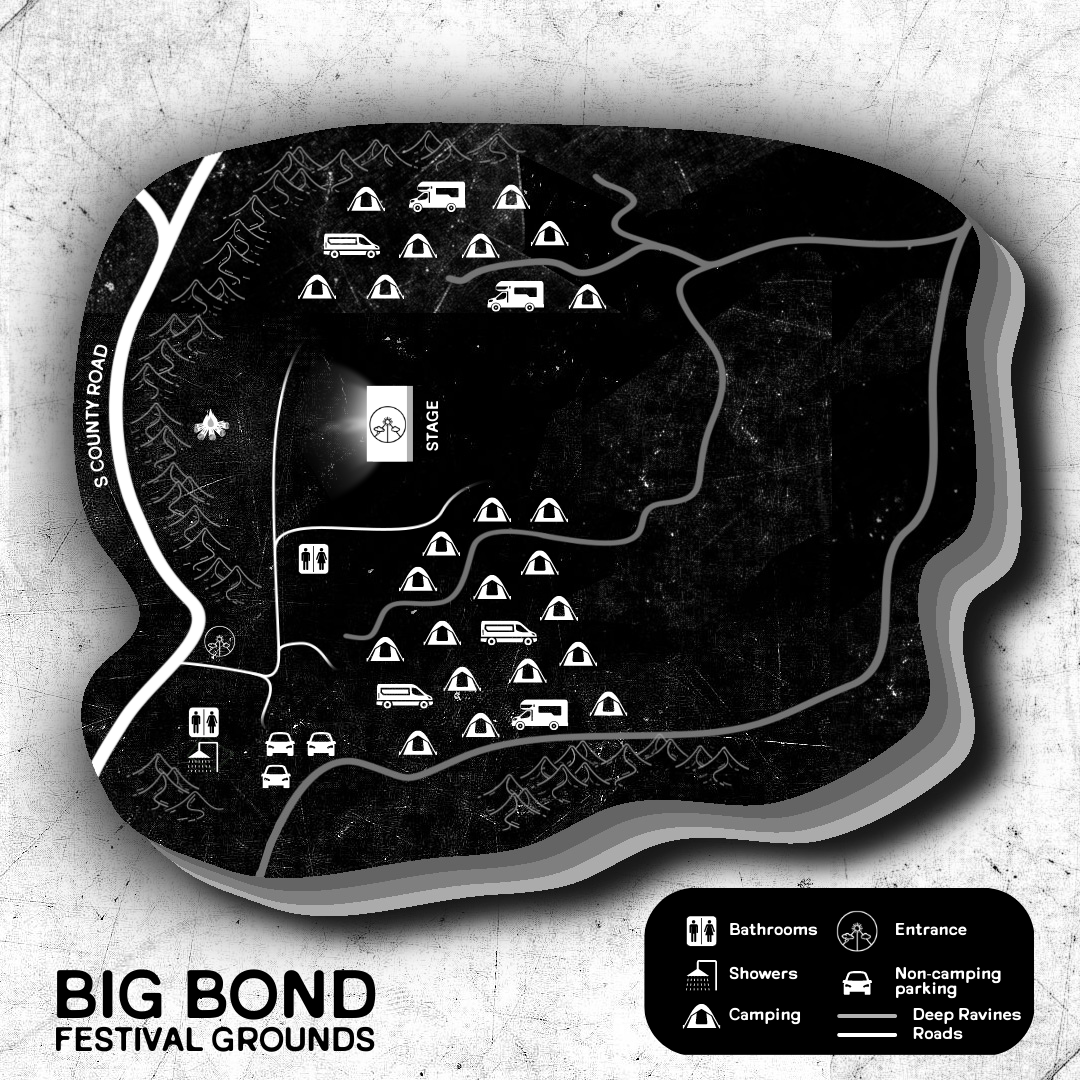 S COUNTY ROAD
STAGE
BIG BOND
FESTIVAL GROUNDS
Bathrooms
Entrance
Showers
Non-camping
parking
Camping
Deep Ravines
Roads